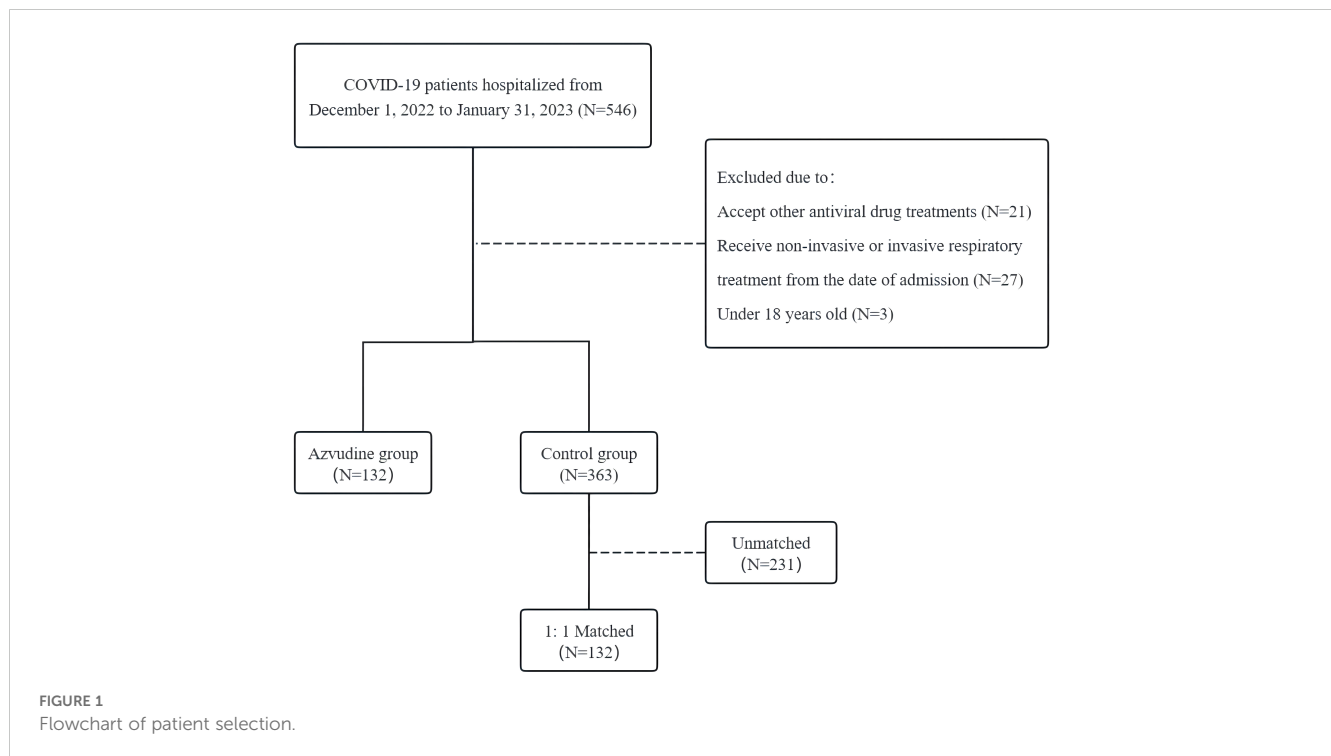 COVID-19 patients hospitalized from
December 1, 2022 to January 31, 2023 (N=546)
Excluded due to:
Accept other antiviral drug treatments (N=21)
Receive non-invasive or invasive respiratory
treatment from the date of admission (N=27)
Under 18 years old (N=3)
Azvudine group
(N=132)
Control group
(N=363)
Unmatched
(N=231)
1: 1 Matched
(N=132)
FIGURE 1
Flowchart of patient selection.